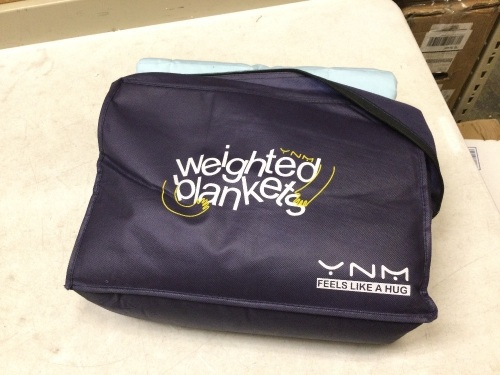 YNM
weighted
blankets
YNM
FEELS LIKE A HUG